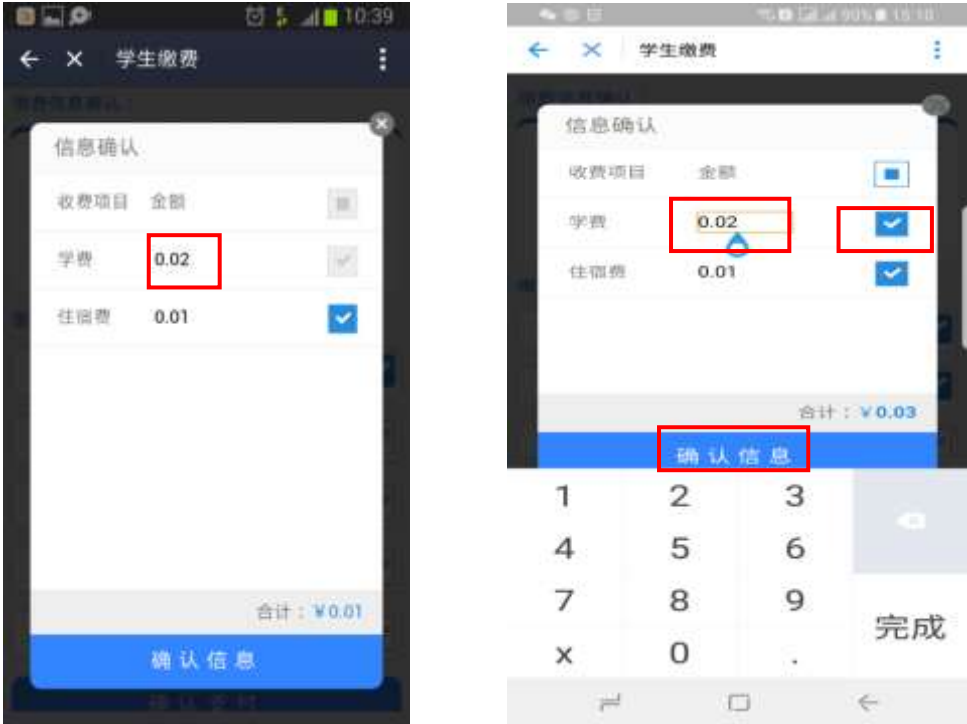 10:39
学生缴费
信息确认
收费项目 金额
学费 0.02
住宿费 0.01
合计：￥0.01
确认信息
90% 15:10
学生缴费
信息确认
收费项目 金额
学费 0.02
住宿费 0.01
合计：￥0.03
确认信息
1 2 3
4 5 6
7 8 9
完成
x 0 .